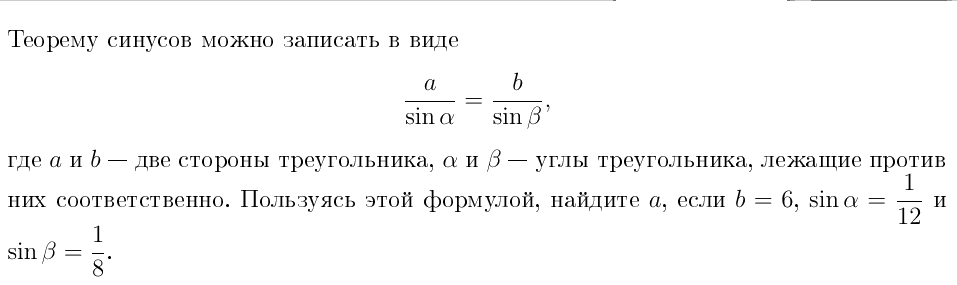 Теорему синусов можно записать в виде
a/sin α = b/sin β,
где a и b — две стороны треугольника, α и β — углы треугольника, лежащие против
них соответственно. Пользуясь этой формулой, найдите a, если b = 6, sin α = 1/12 и
sin β = 1/8.